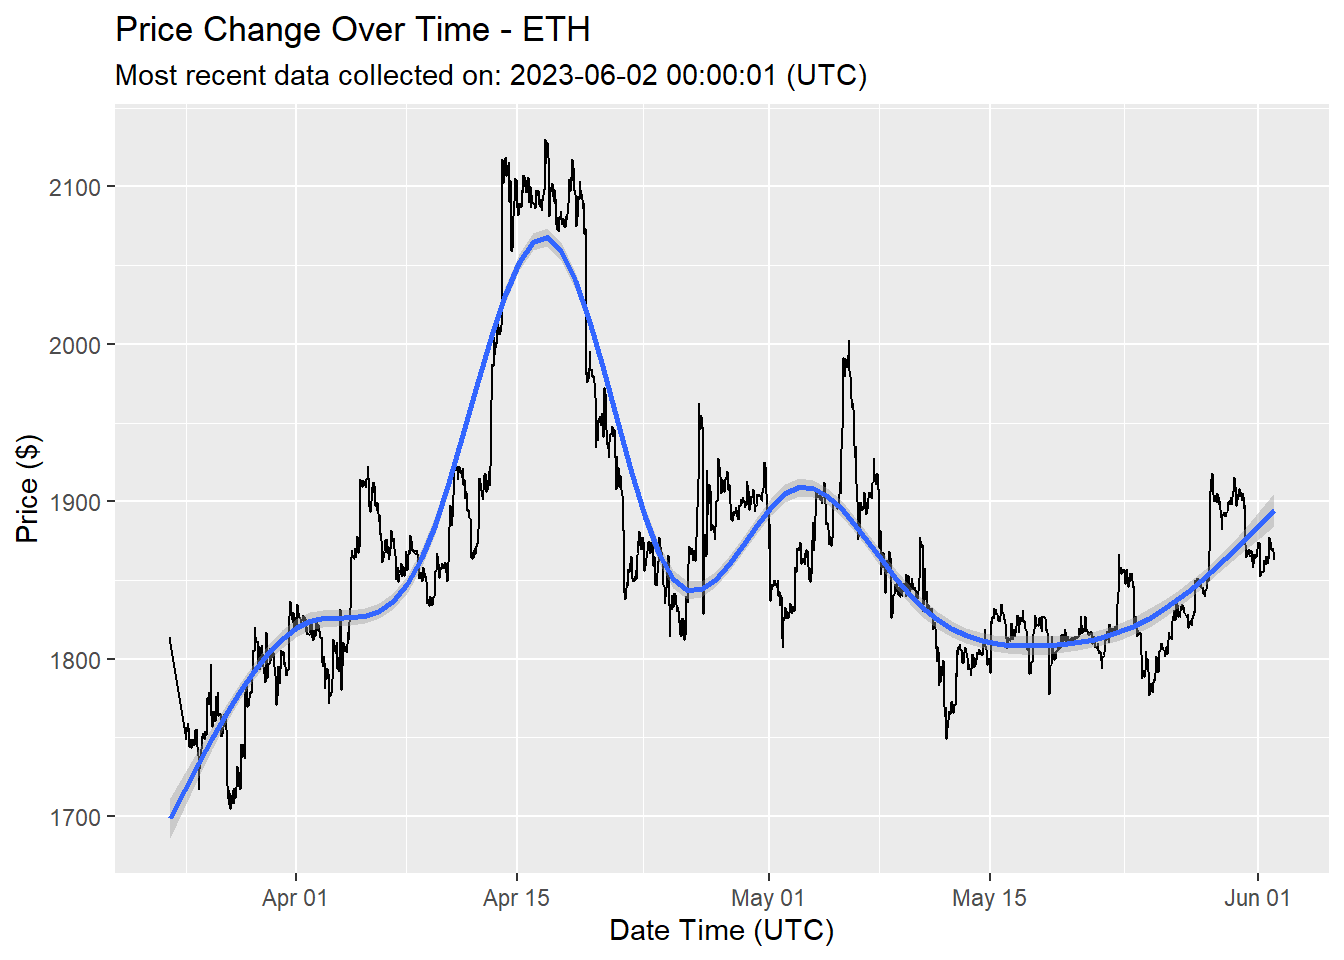 Price Change Over Time - ETH
Most recent data collected on: 2023-06-02 00:00:01 (UTC)
2100
2000
1900
1800
1700
Price ($)
Apr 01
Apr 15
May 01
May 15
Jun 01
Date Time (UTC)